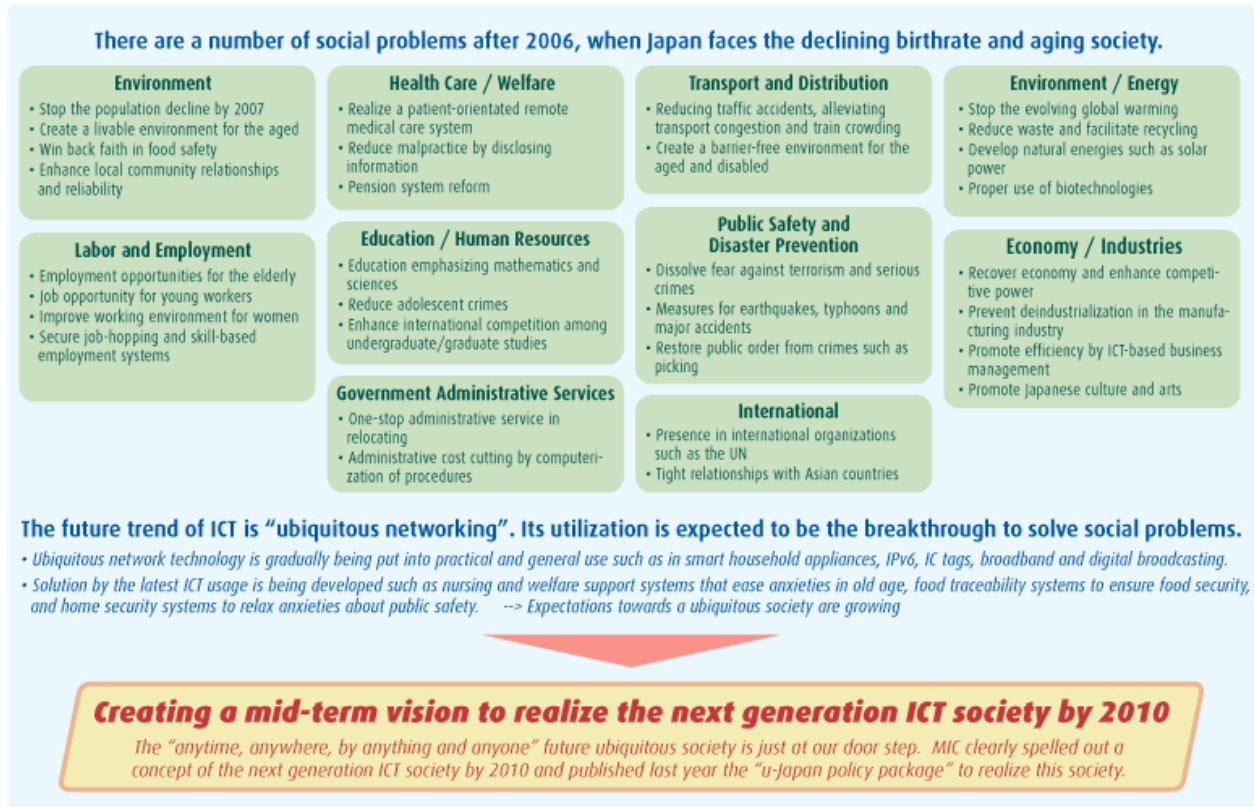 There are a number of social problems after 2006, when Japan faces the declining birthrate and aging society.
Environment
• Stop the population decline by 2007
• Create a livable environment for the aged
• Win back faith in food safety
• Enhance local community relationships
and reliability
Labor and Employment
• Employment opportunities for the elderly
• Job opportunity for young workers
• Improve working environment for women
• Secure job-hopping and skill-based
employment systems
Health Care / Welfare
• Realize a patient-orientated remote
medical care system
• Reduce malpractice by disclosing
information
• Pension system reform
Education / Human Resources
• Education emphasizing mathematics and
sciences
• Reduce adolescent crimes
• Enhance international competition among
undergraduate/graduate studies
Government Administrative Services
• One-stop administrative service in
relocating
• Administrative cost cutting by computeri-
zation of procedures
Transport and Distribution
• Reducing traffic accidents, alleviating
transport congestion and train crowding
• Create a barrier-free environment for the
aged and disabled
Public Safety and
Disaster Prevention
• Dissolve fear against terrorism and serious
crimes
• Measures for earthquakes, typhoons and
major accidents
• Restore public order from crimes such as
picking
International
• Presence in international organizations
such as the UN
• Tight relationships with Asian countries
Environment / Energy
• Stop the evolving global warming
• Reduce waste and facilitate recycling
• Develop natural energies such as solar
power
• Proper use of biotechnologies
Economy / Industries
• Recover economy and enhance competi-
tive power
• Prevent deindustrialization in the manufa-
cturing industry
• Promote efficiency by ICT-based business
management
• Promote Japanese culture and arts
The future trend of ICT is “ubiquitous networking”. Its utilization is expected to be the breakthrough to solve social problems.
• Ubiquitous network technology is gradually being put into practical and general use such as in smart household appliances, IPv6, IC tags, broadband and digital broadcasting.
• Solution by the latest ICT usage is being developed such as nursing and welfare support systems that ease anxieties in old age, food traceability systems to ensure food security,
and home security systems to relax anxieties about public safety. --> Expectations towards a ubiquitous society are growing
Creating a mid-term vision to realize the next generation ICT society by 2010
The “anytime, anywhere, by anything and anyone” future ubiquitous society is just at our door step. MIC clearly spelled out a
concept of the next generation ICT society by 2010 and published last year the “u-Japan policy package” to realize this society.